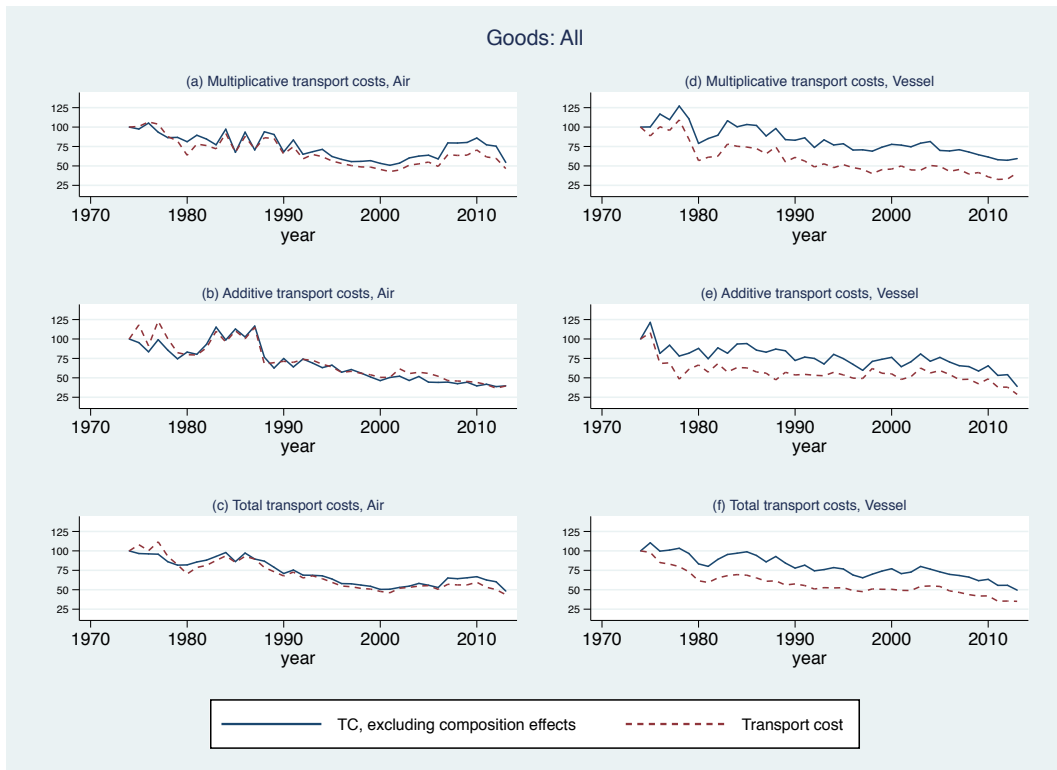 Goods: All
(a) Multiplicative transport costs, Air
125
100
75
50
25
1970 1980 1990 2000 2010
year
(d) Multiplicative transport costs, Vessel
125
100
75
50
25
1970 1980 1990 2000 2010
year
(b) Additive transport costs, Air
125
100
75
50
25
1970 1980 1990 2000 2010
year
(e) Additive transport costs, Vessel
125
100
75
50
25
1970 1980 1990 2000 2010
year
(c) Total transport costs, Air
125
100
75
50
25
1970 1980 1990 2000 2010
year
(f) Total transport costs, Vessel
125
100
75
50
25
1970 1980 1990 2000 2010
year
TC, excluding composition effects Transport cost